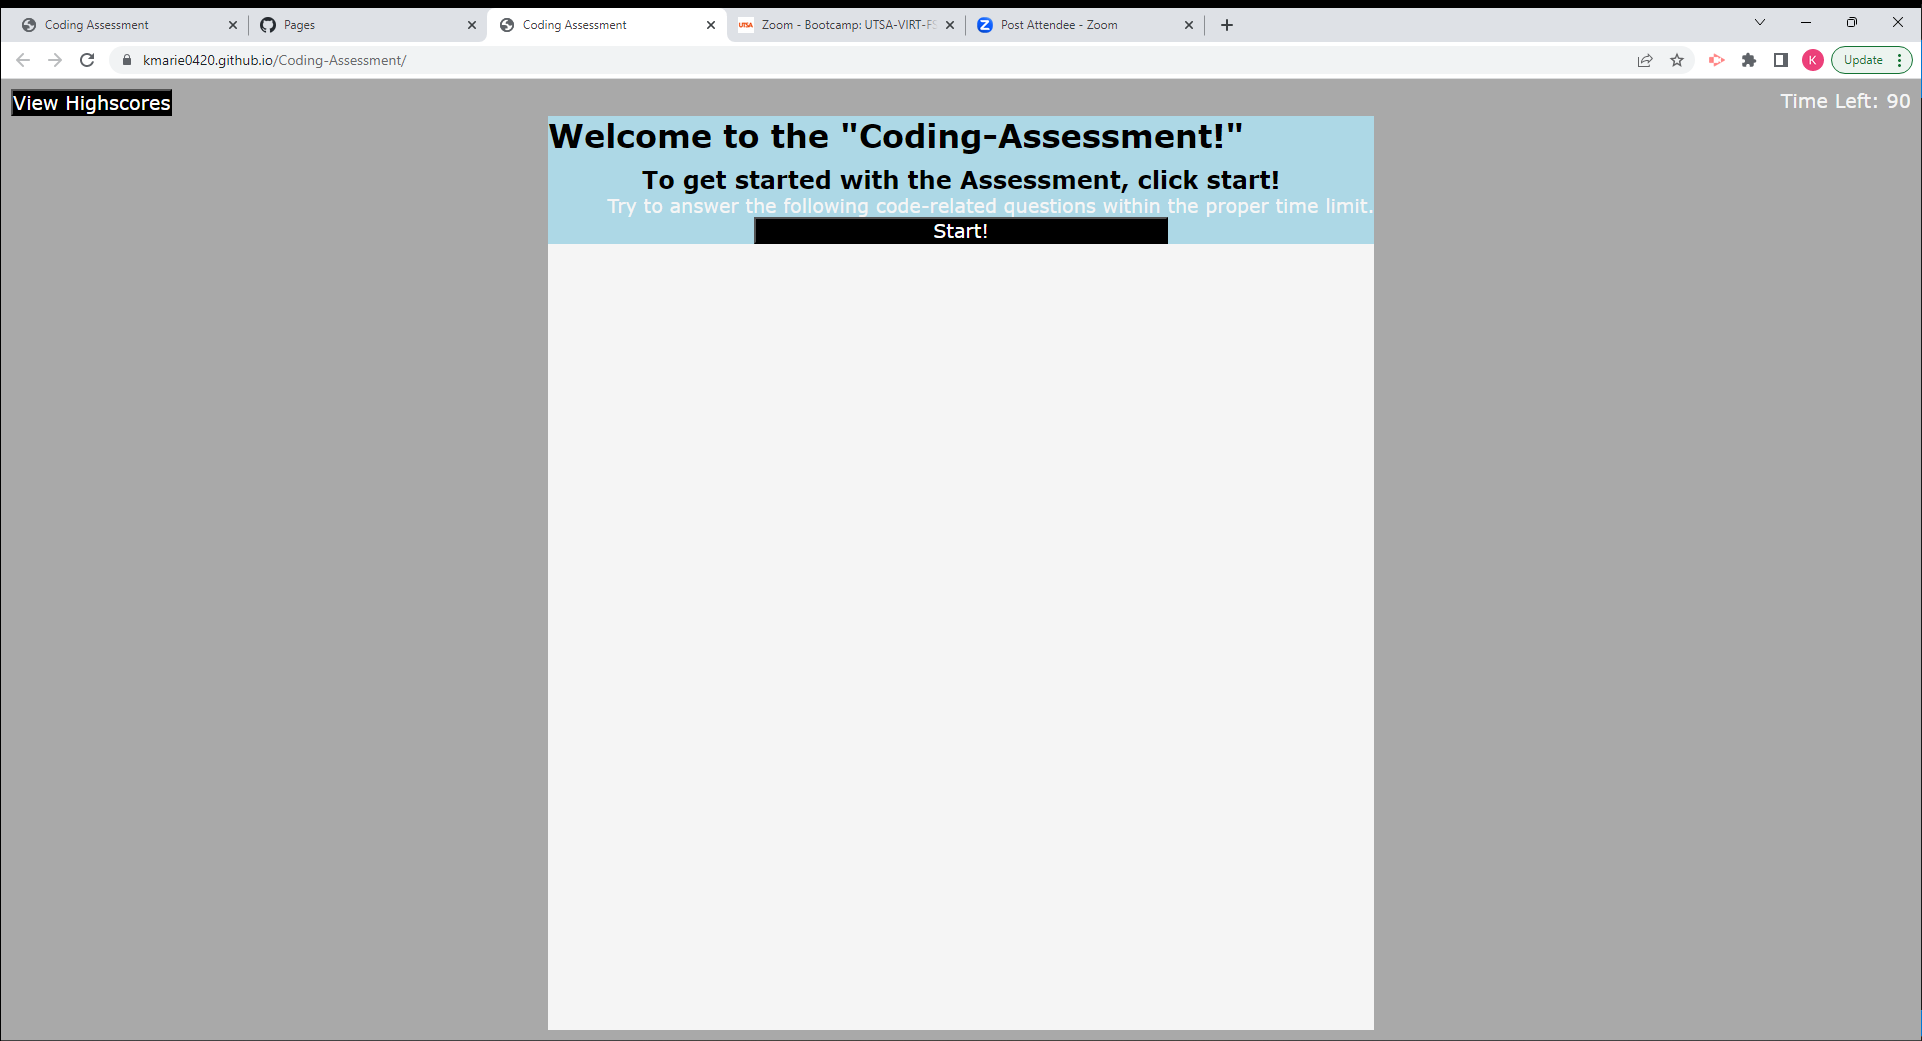 Coding Assessment
Pages
Coding Assessment
UTSA Zoom - Bootcamp: UTSA-VIRT-FS
Z Post Attendee - Zoom
kmarie0420.github.io/Coding-Assessment/
K
Update
View Highscores
Time Left: 90
Welcome to the "Coding-Assessment!"
To get started with the Assessment, click start!
Try to answer the following code-related questions within the proper time limit.
Start!